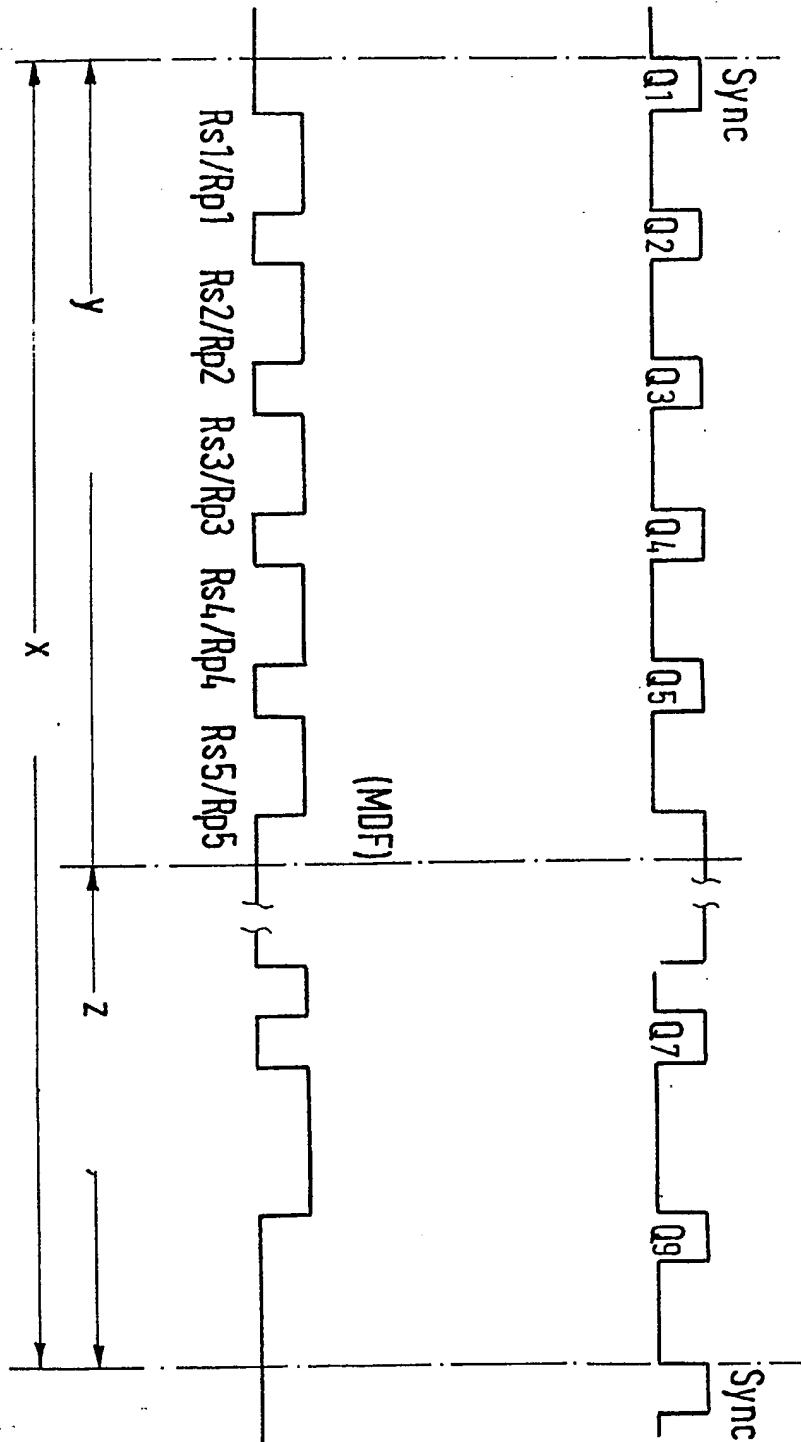 Sync
Q1
Q2
Q3
Q4
Q5
Q7
Q9
Sync
(MDF)
Rs1/Rp1
Rs2/Rp2
Rs3/Rp3
Rs4/Rp4
Rs5/Rp5
y
z
x